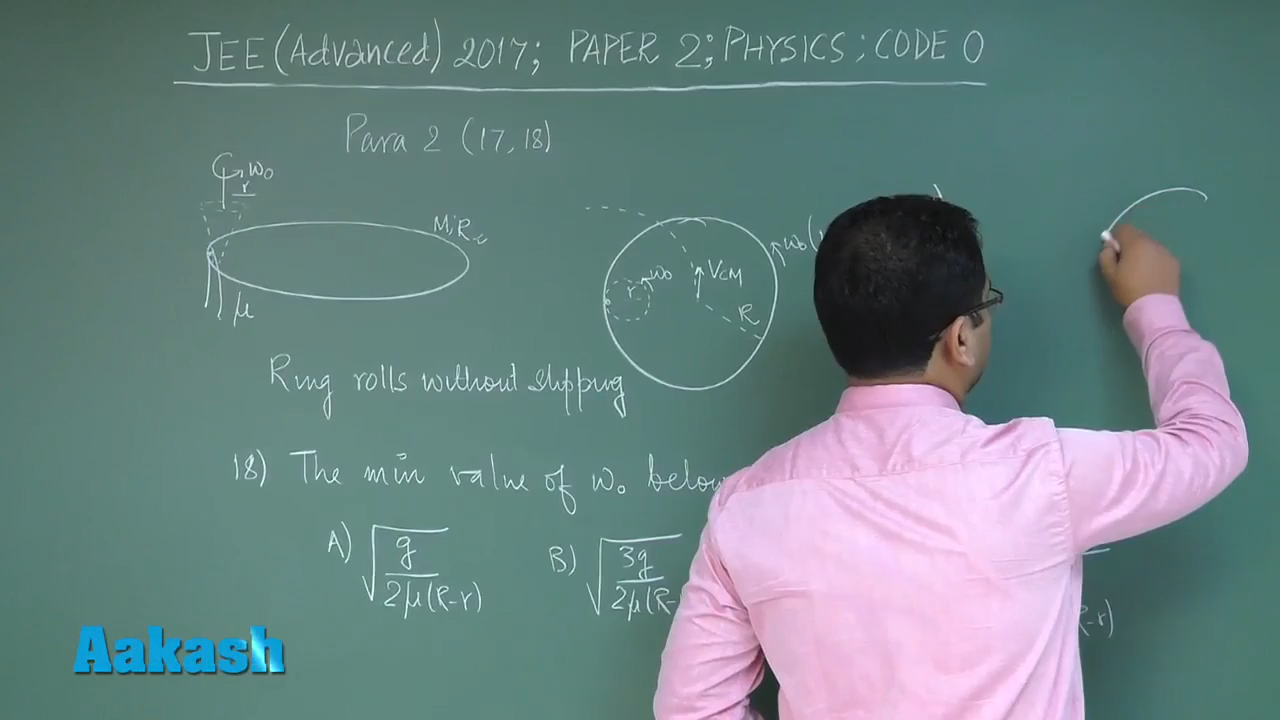 JEE (Advanced) 2017; PAPER 2; PHYSICS; CODE 0
Para 2 (17, 18)
ω₀
r
M, R
μ
ω₀
r
V_CM
R
ω₀ (
Ring rolls without slipping
18) The min value of ω₀ below
A) √(g / 2μ(R-r))
B) √(3g / 2μ(R-
R-r)
Aakash